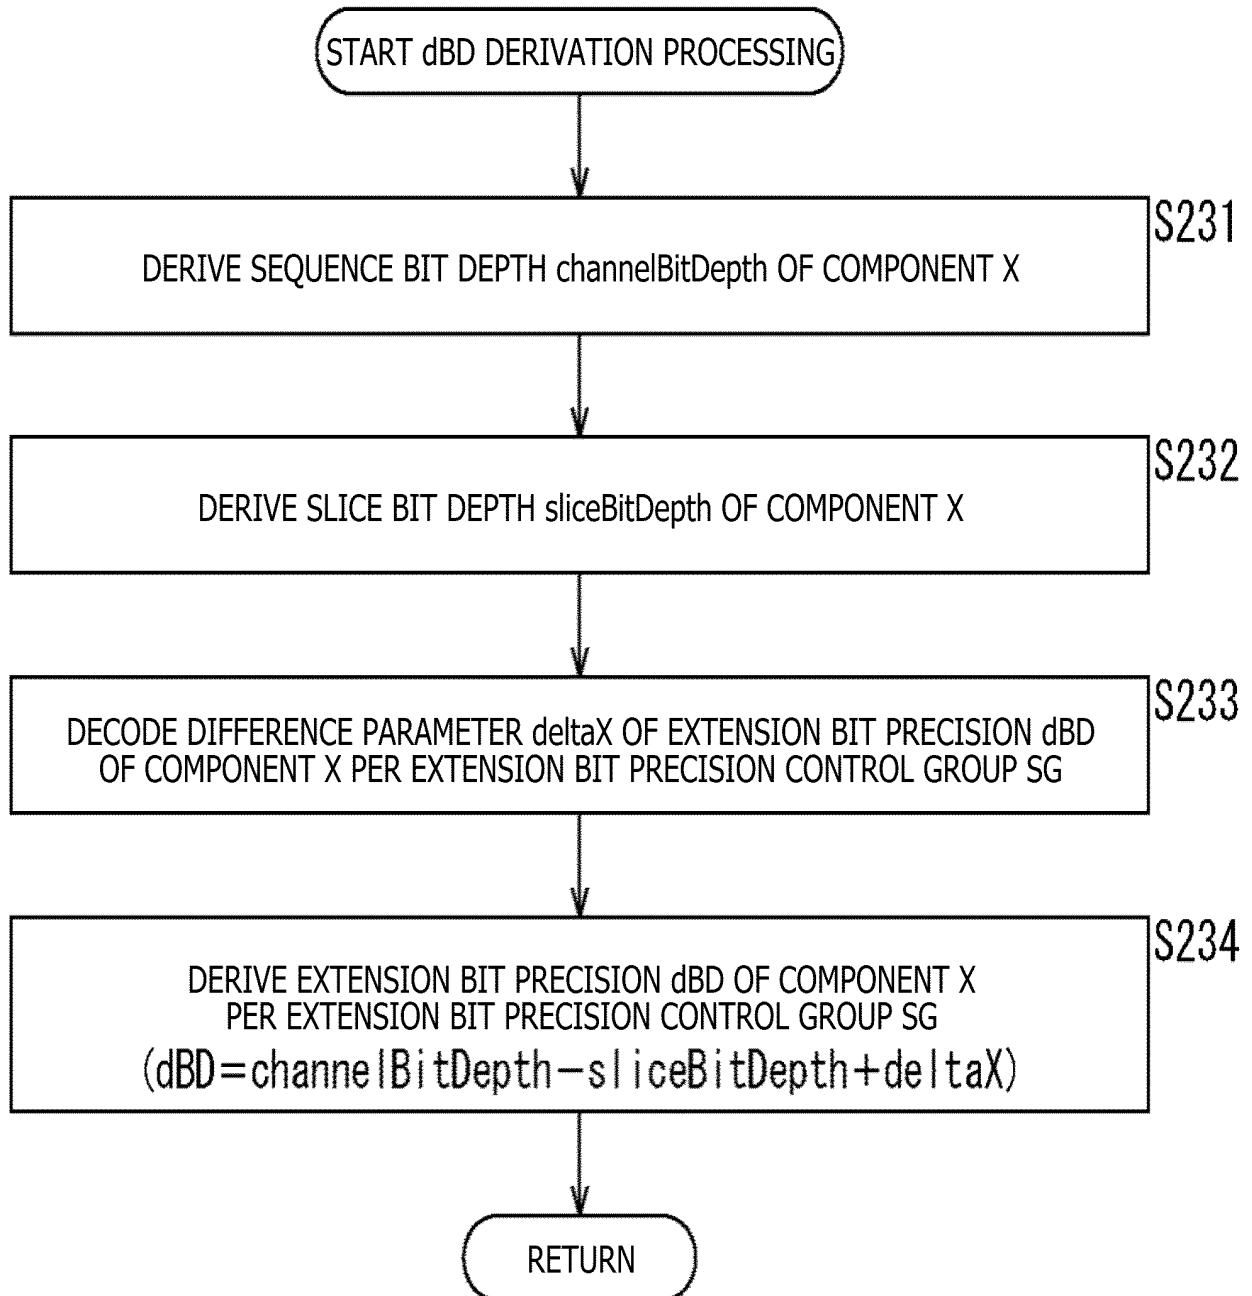 START dBD DERIVATION PROCESSING
S231
DERIVE SEQUENCE BIT DEPTH channelBitDepth OF COMPONENT X
S232
DERIVE SLICE BIT DEPTH sliceBitDepth OF COMPONENT X
S233
DECODE DIFFERENCE PARAMETER deltaX OF EXTENSION BIT PRECISION dBD
OF COMPONENT X PER EXTENSION BIT PRECISION CONTROL GROUP SG
S234
DERIVE EXTENSION BIT PRECISION dBD OF COMPONENT X
PER EXTENSION BIT PRECISION CONTROL GROUP SG
(dBD=channelBitDepth−sliceBitDepth+deltaX)
RETURN